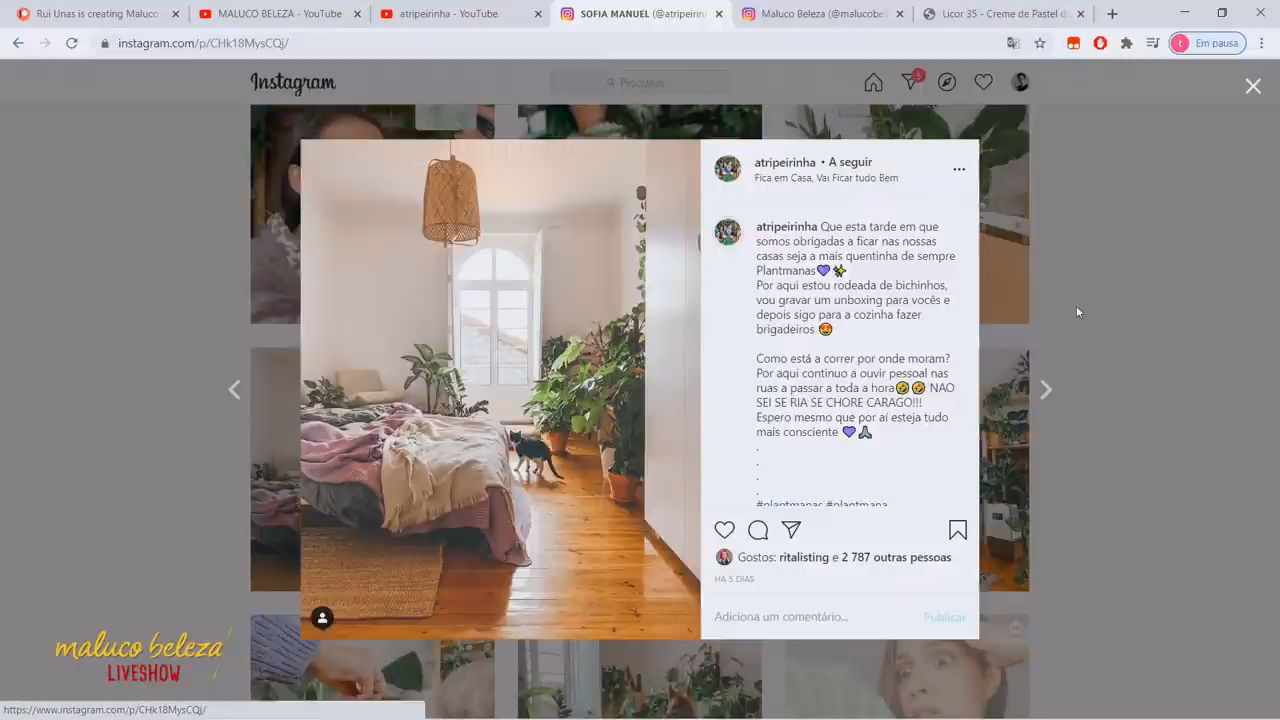 Rui Unas is creating Maluco
MALUCO BELEZA - YouTube
atripeirinha - YouTube
SOFIA MANUEL (@atripeirin
Maluco Beleza (@malucobel
Licor 35 - Creme de Pastel d
instagram.com/p/CHk18MysCQj/
t
Em pausa
Instagram
Pesquisar
5
atripeirinha • A seguir
Fica em Casa, Vai Ficar tudo Bem
atripeirinha Que esta tarde em que
somos obrigadas a ficar nas nossas
casas seja a mais quentinha de sempre
Plantmanas💜✨
Por aqui estou rodeada de bichinhos,
vou gravar um unboxing para vocês e
depois sigo para a cozinha fazer
brigadeiros 🤩
Como está a correr por onde moram?
Por aqui continuo a ouvir pessoal nas
ruas a passar a toda a hora🤣🤣 NAO
SEI SE RIA SE CHORE CARAGO!!!
Espero mesmo que por aí esteja tudo
mais consciente 💜🙏
.
.
.
.
#plantmanas #plantmana
Gostos: ritalisting e 2 787 outras pessoas
HÁ 5 DIAS
Adiciona um comentário...
Publicar
maluco beleza
LIVESHOW
https://www.instagram.com/p/CHk18MysCQj/